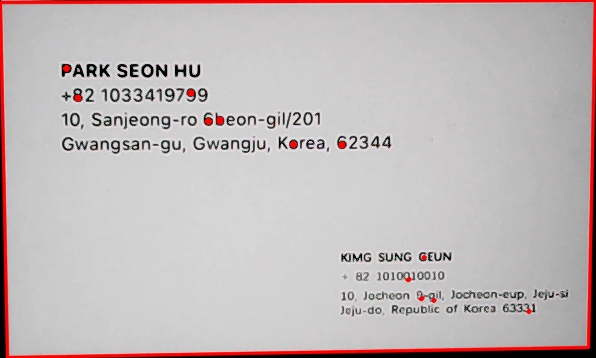 PARK SEON HU
+82 1033419799
10, Sanjeong-ro 6beon-gil/201
Gwangsan-gu, Gwangju, Korea, 62344
KIMG SUNG GEUN
+ 82 1010010010
10, Jocheon 9-gil, Jocheon-eup, Jeju-si
Jeju-do, Republic of Korea 63331